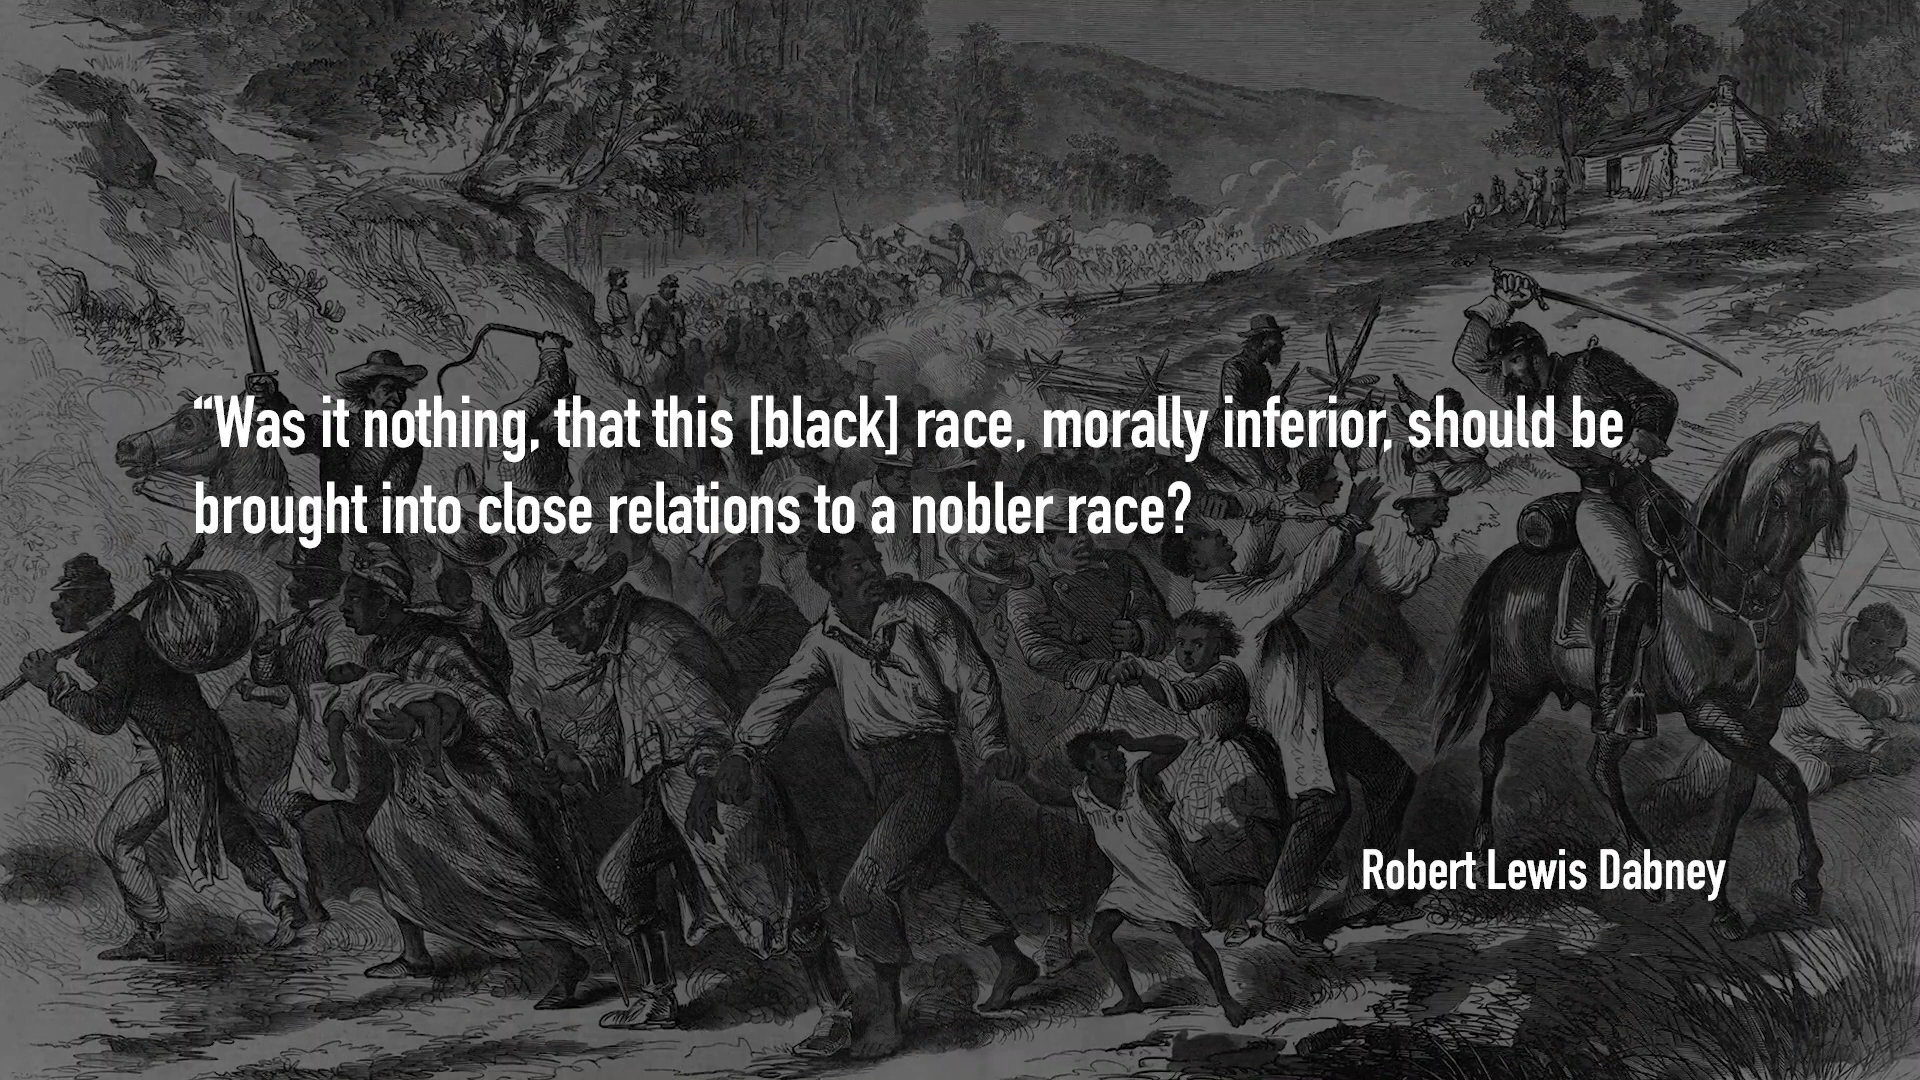 “Was it nothing, that this [black] race, morally inferior, should be
brought into close relations to a nobler race?
Robert Lewis Dabney